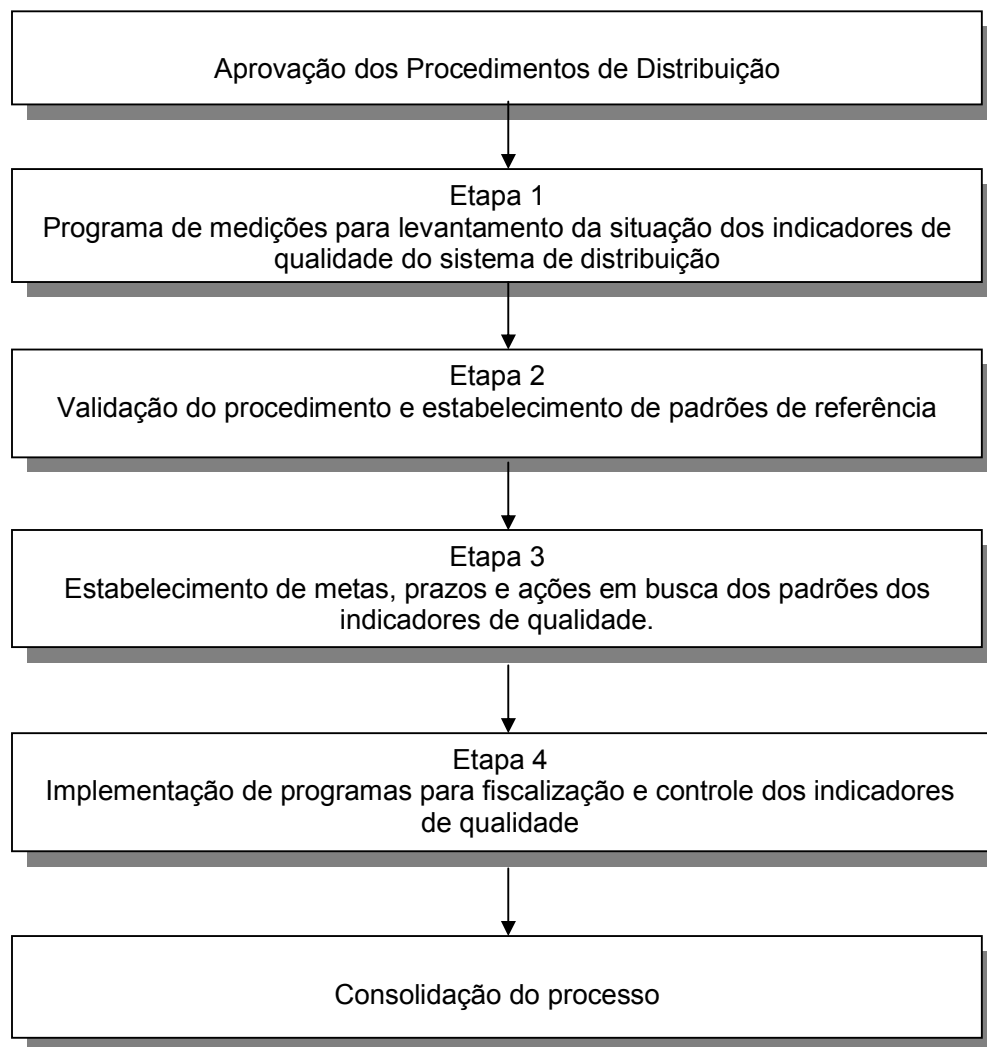 Aprovação dos Procedimentos de Distribuição
Etapa 1
Programa de medições para levantamento da situação dos indicadores de
qualidade do sistema de distribuição
Etapa 2
Validação do procedimento e estabelecimento de padrões de referência
Etapa 3
Estabelecimento de metas, prazos e ações em busca dos padrões dos
indicadores de qualidade.
Etapa 4
Implementação de programas para fiscalização e controle dos indicadores
de qualidade
Consolidação do processo